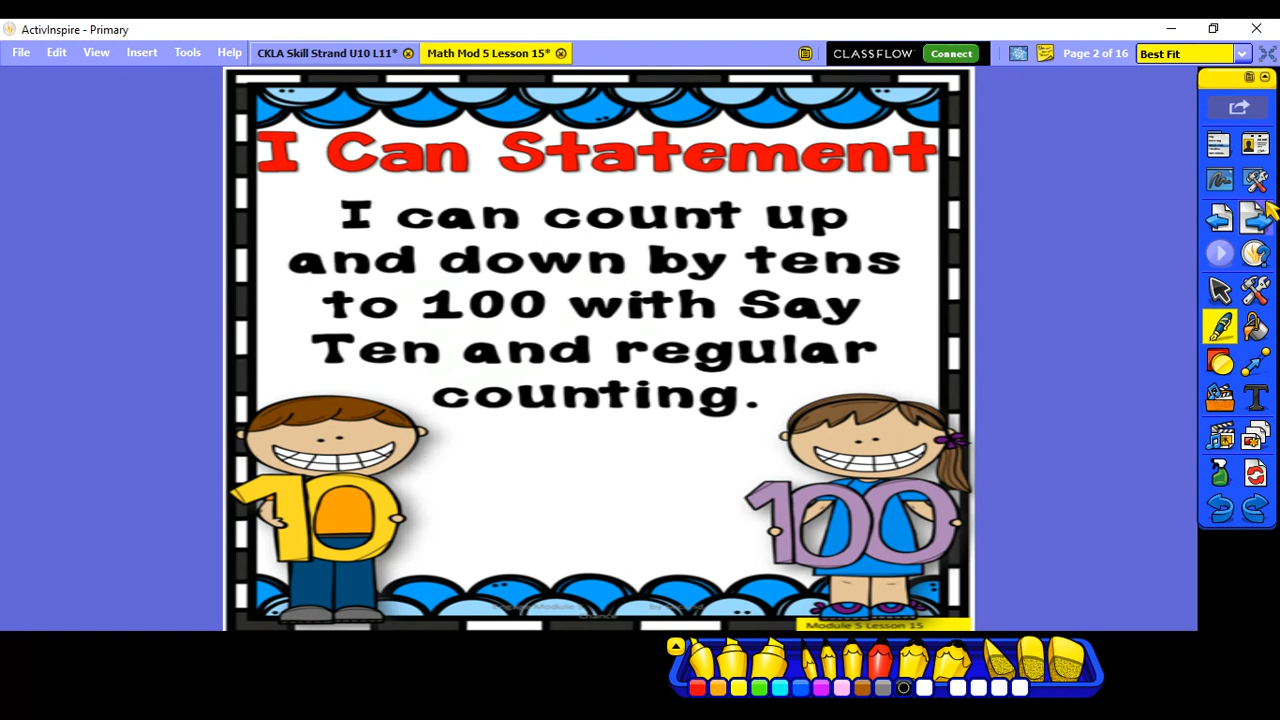 ActivInspire - Primary
File Edit View Insert Tools Help
CKLA Skill Strand U10 L11*
Math Mod 5 Lesson 15*
CLASSFLOW Connect
Page 2 of 16
Best Fit
I Can Statement
I can count up
and down by tens
to 100 with Say
Ten and regular
counting.
10
100
Module 5 Lesson 15